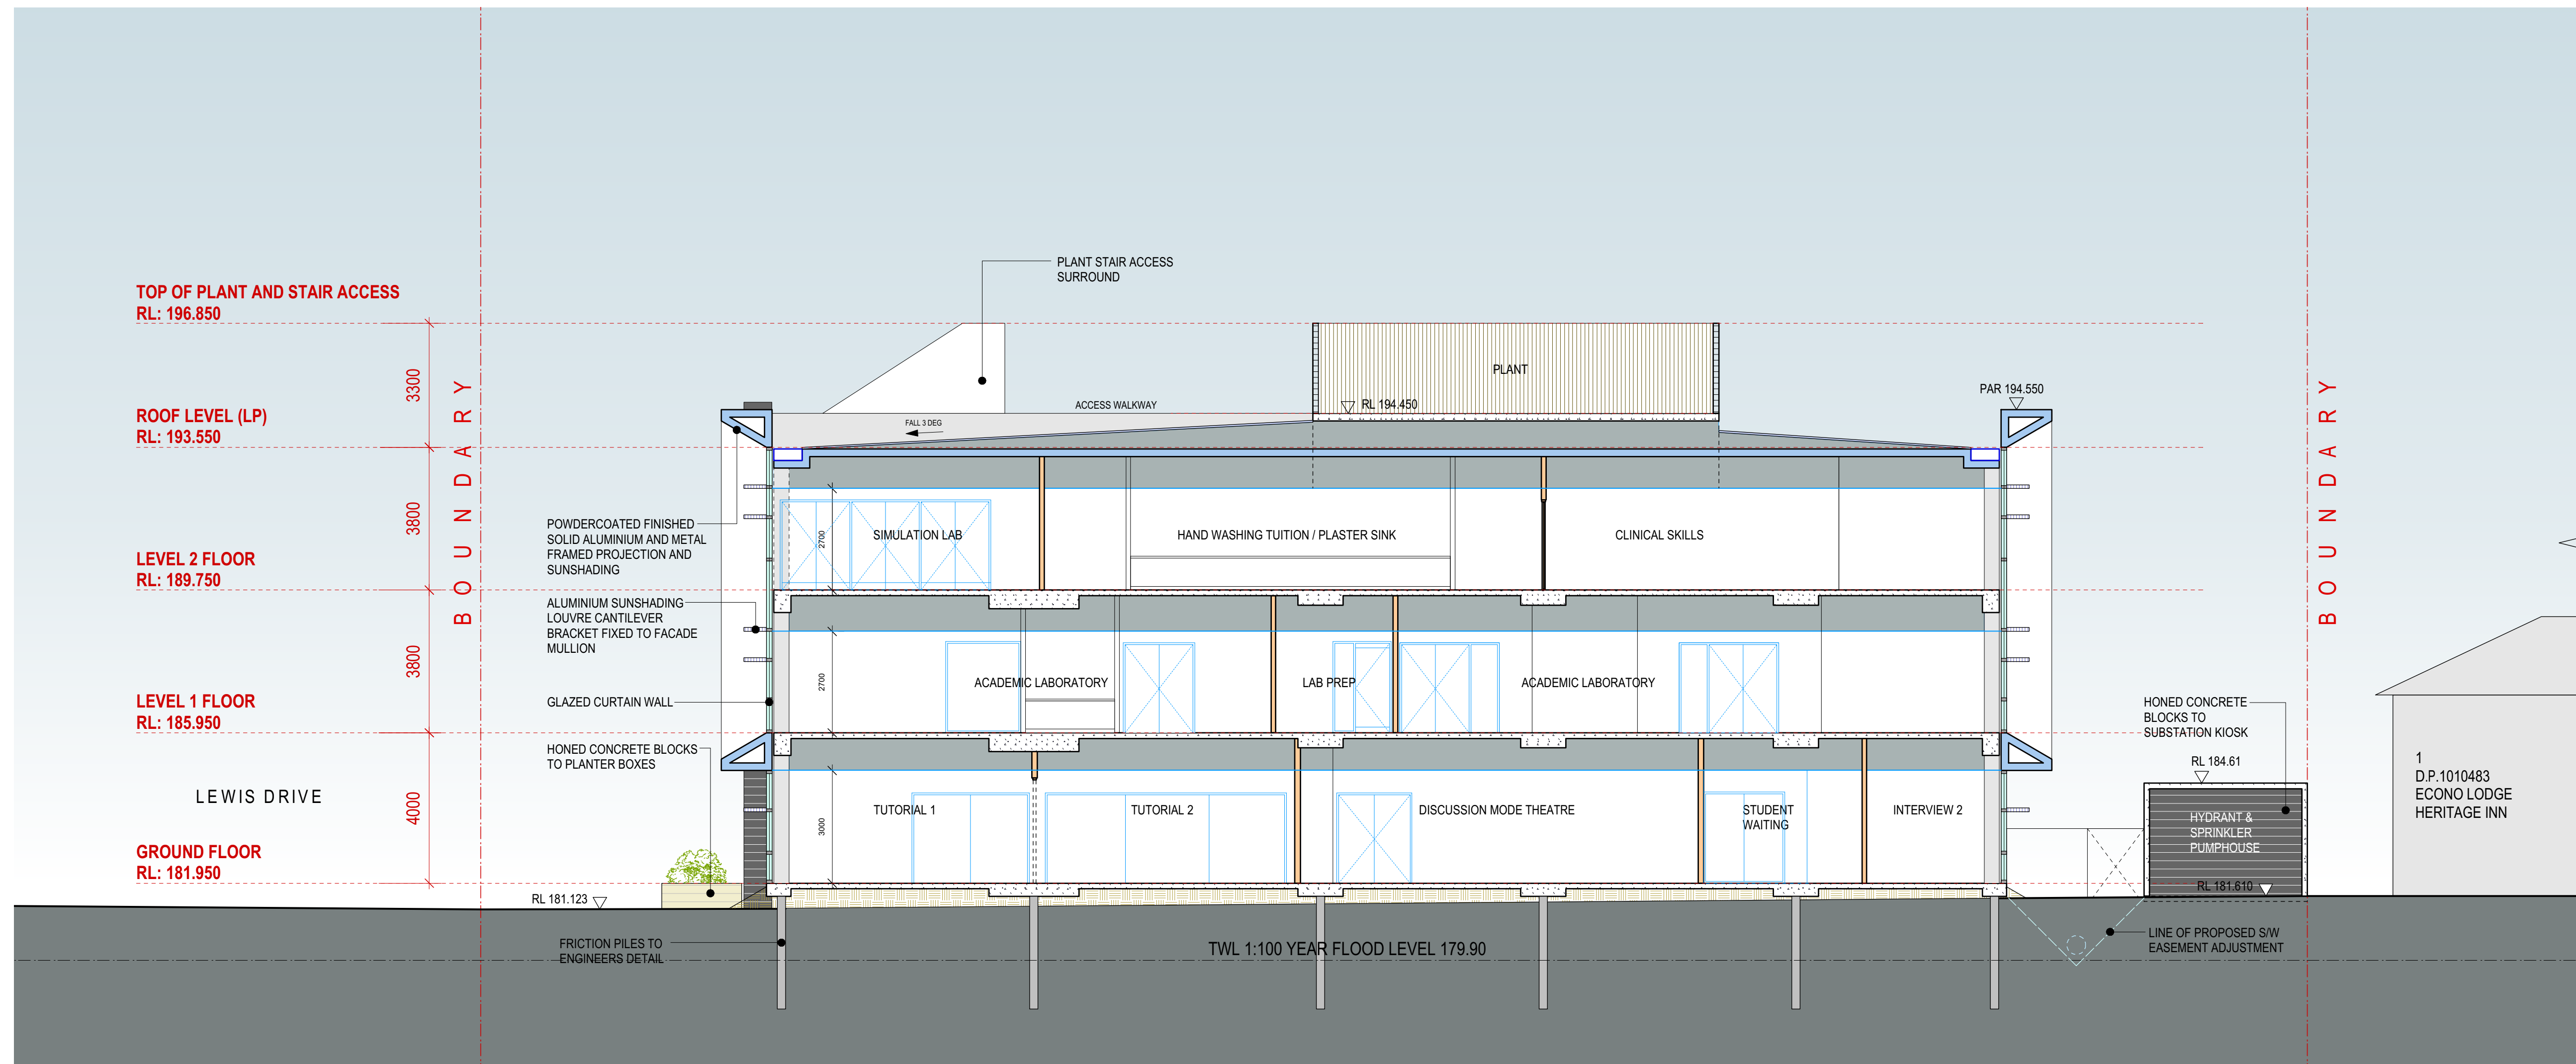 PLANT STAIR ACCESS
SURROUND
TOP OF PLANT AND STAIR ACCESS
RL: 196.850
3300
PLANT
BOUNDARY
BOUNDARY
PAR 194.550
ACCESS WALKWAY
RL 194.450
ROOF LEVEL (LP)
RL: 193.550
FALL 3 DEG
3800
POWDERCOATED FINISHED
SOLID ALUMINIUM AND METAL
FRAMED PROJECTION AND
SUNSHADING
2700
SIMULATION LAB
HAND WASHING TUITION / PLASTER SINK
CLINICAL SKILLS
LEVEL 2 FLOOR
RL: 189.750
ALUMINIUM SUNSHADING
LOUVRE CANTILEVER
BRACKET FIXED TO FACADE
MULLION
3800
2700
ACADEMIC LABORATORY
LAB PREP
ACADEMIC LABORATORY
LEVEL 1 FLOOR
RL: 185.950
GLAZED CURTAIN WALL
HONED CONCRETE
BLOCKS TO
SUBSTATION KIOSK
HONED CONCRETE BLOCKS
TO PLANTER BOXES
RL 184.61
1
D.P.1010483
ECONO LODGE
HERITAGE INN
LEWIS DRIVE
4000
3000
TUTORIAL 1
TUTORIAL 2
DISCUSSION MODE THEATRE
STUDENT
WAITING
INTERVIEW 2
HYDRANT &
SPRINKLER
PUMPHOUSE
GROUND FLOOR
RL: 181.950
RL 181.610
RL 181.123
FRICTION PILES TO
ENGINEERS DETAIL
TWL 1:100 YEAR FLOOD LEVEL 179.90
LINE OF PROPOSED S/W
EASEMENT ADJUSTMENT